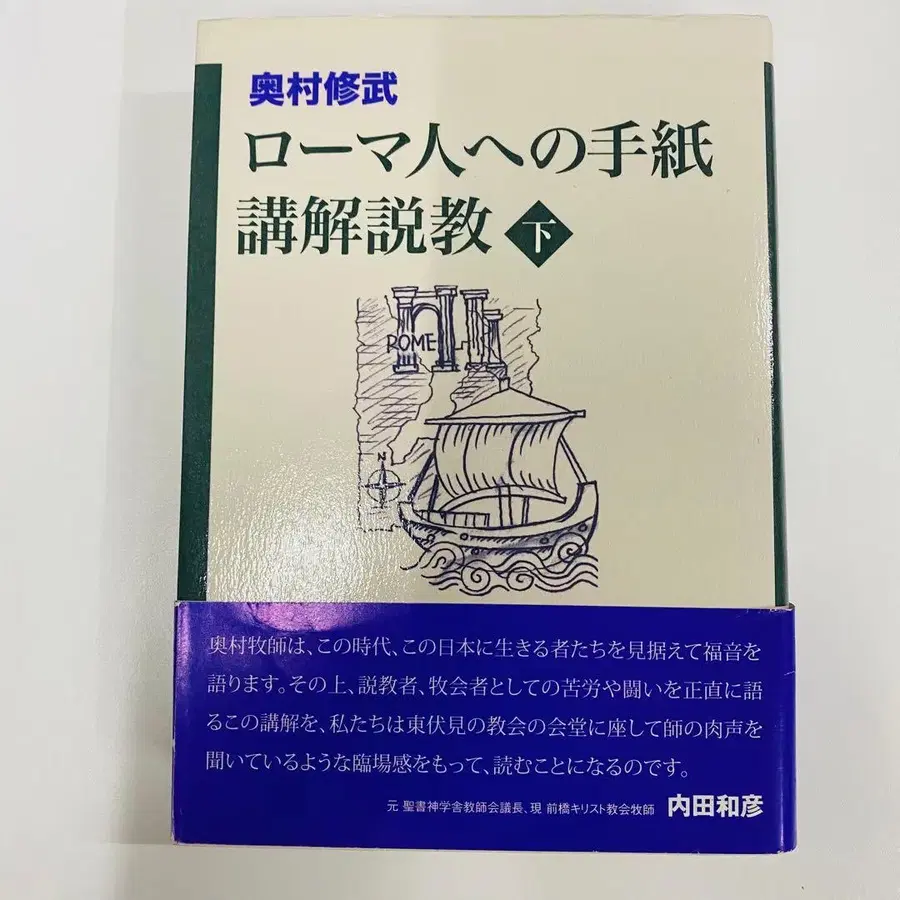 奥村修武
ローマ人への手紙
講解説教 下
ROME
N
奥村牧師は、この時代、この日本に生きる者たちを見据えて福音を
語ります。その上、説教者、牧会者としての苦労や闘いを正直に語
るこの講解を、私たちは東伏見の教会の会堂に座して師の肉声を
聞いているような臨場感をもって、読むことになるのです。
元 聖書神学舎教師会議長、現 前橋キリスト教会牧師 内田和彦